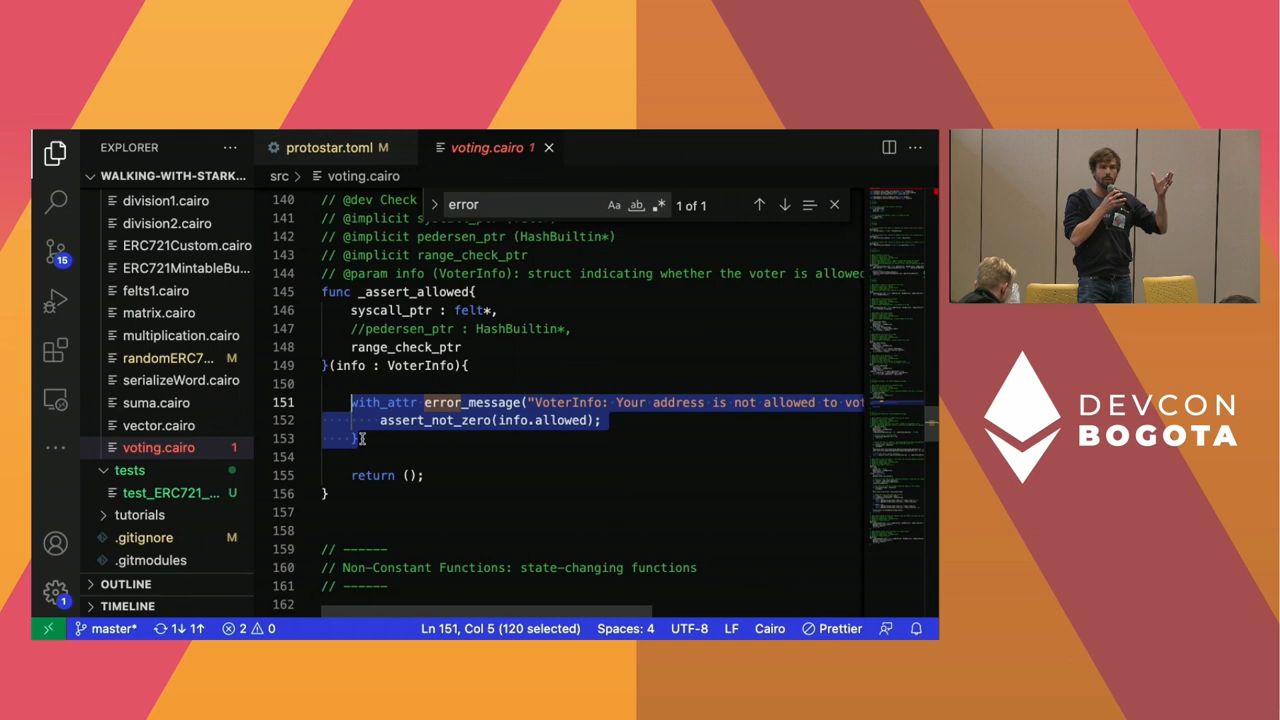 EXPLORER
protostar.toml M
voting.cairo 1
WALKING-WITH-STARK...
src > voting.cairo
division1.cairo
division.cairo
ERC721Claimable.cairo
ERC721MintableBu...
felts1.cairo
matrix.cairo
multiplication.cairo
randomERC7... M
serializeWord.cairo
suma.cairo
vector.cairo
voting.cairo 1
tests
test_ERC721_... U
tutorials
.gitignore M
.gitmodules
OUTLINE
TIMELINE
15
1
error
Aa ab 1 of 1
140 // @dev Check
141 // @implicit
142 // @implicit pedersen_ptr (HashBuiltin*)
143 // @implicit range_check_ptr
144 // @param info (VoterInfo): struct indicating whether the voter is allowed
145 func _assert_allowed{
146 syscall_ptr : felt*,
147 //pedersen_ptr : HashBuiltin*,
148 range_check_ptr
149 }(info : VoterInfo){
150
151 with_attr error_message("VoterInfo: Your address is not allowed to vot
152 assert_not_zero(info.allowed);
153 }
154
155 return ();
156 }
157
158
159 // ------
160 // Non-Constant Functions: state-changing functions
161 // ------
162
master* 1↓ 1↑ 2 0 Ln 151, Col 5 (120 selected) Spaces: 4 UTF-8 LF Cairo Prettier
DEVCON
BOGOTA